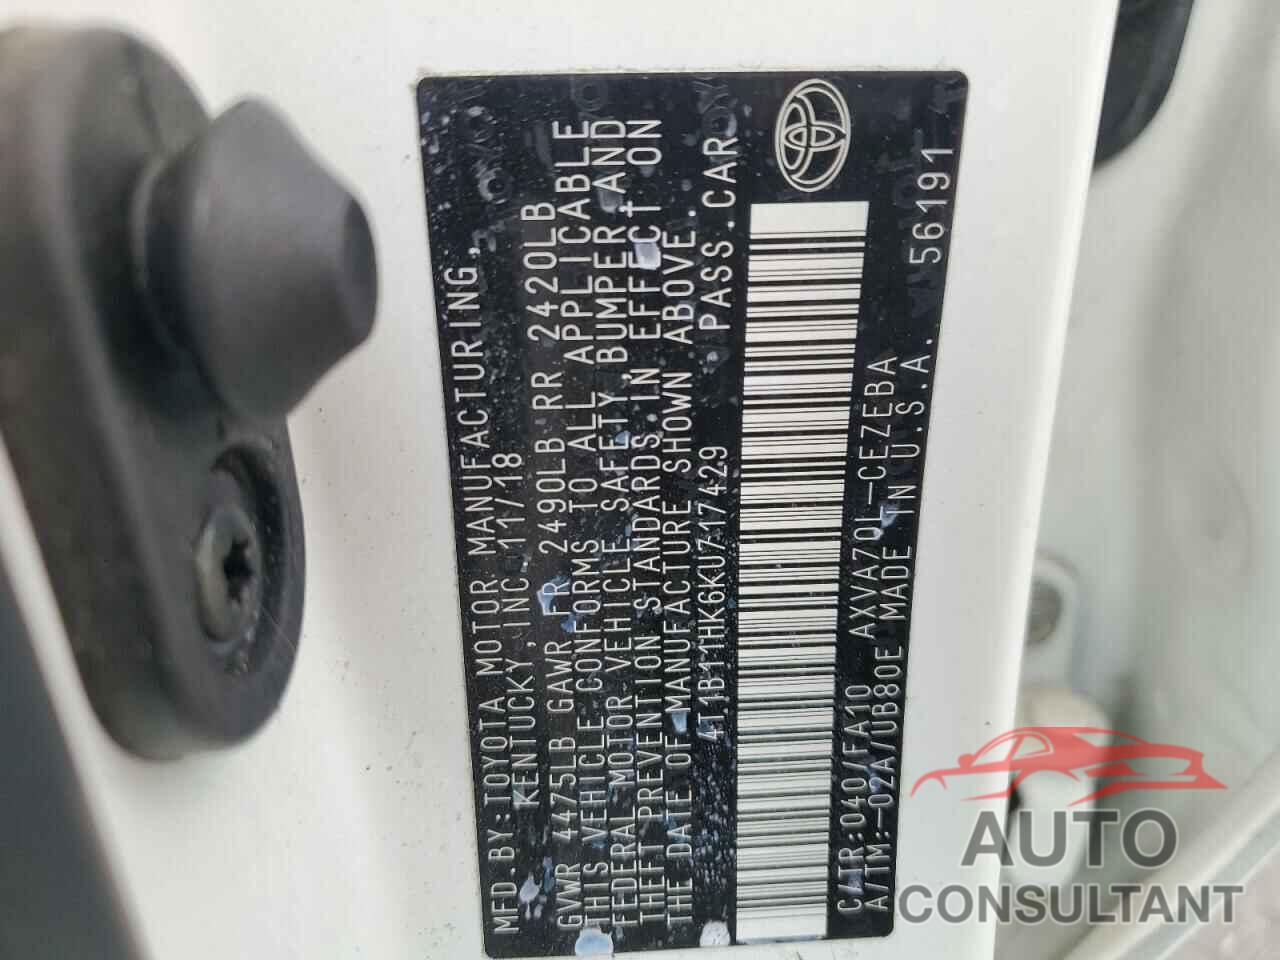 MFD.BY:TOYOTA MOTOR MANUFACTURING,
KENTUCKY,INC 11/18
GVWR 4475LB GAWR FR 2490LB RR 2420LB
THIS VEHICLE CONFORMS TO ALL APPLICABLE
FEDERAL MOTOR VEHICLE SAFETY,BUMPER,AND
THEFT PREVENTION STANDARDS IN EFFECT ON
THE DATE OF MANUFACTURE SHOWN ABOVE.
4T1B11HK6KU717429 PASS.CAR
C/TR:040/FA10 AXVA70L-CEZEBA
A/TM:-02A/UB80E MADE IN U.S.A.
56191
AUTO
CONSULTANT